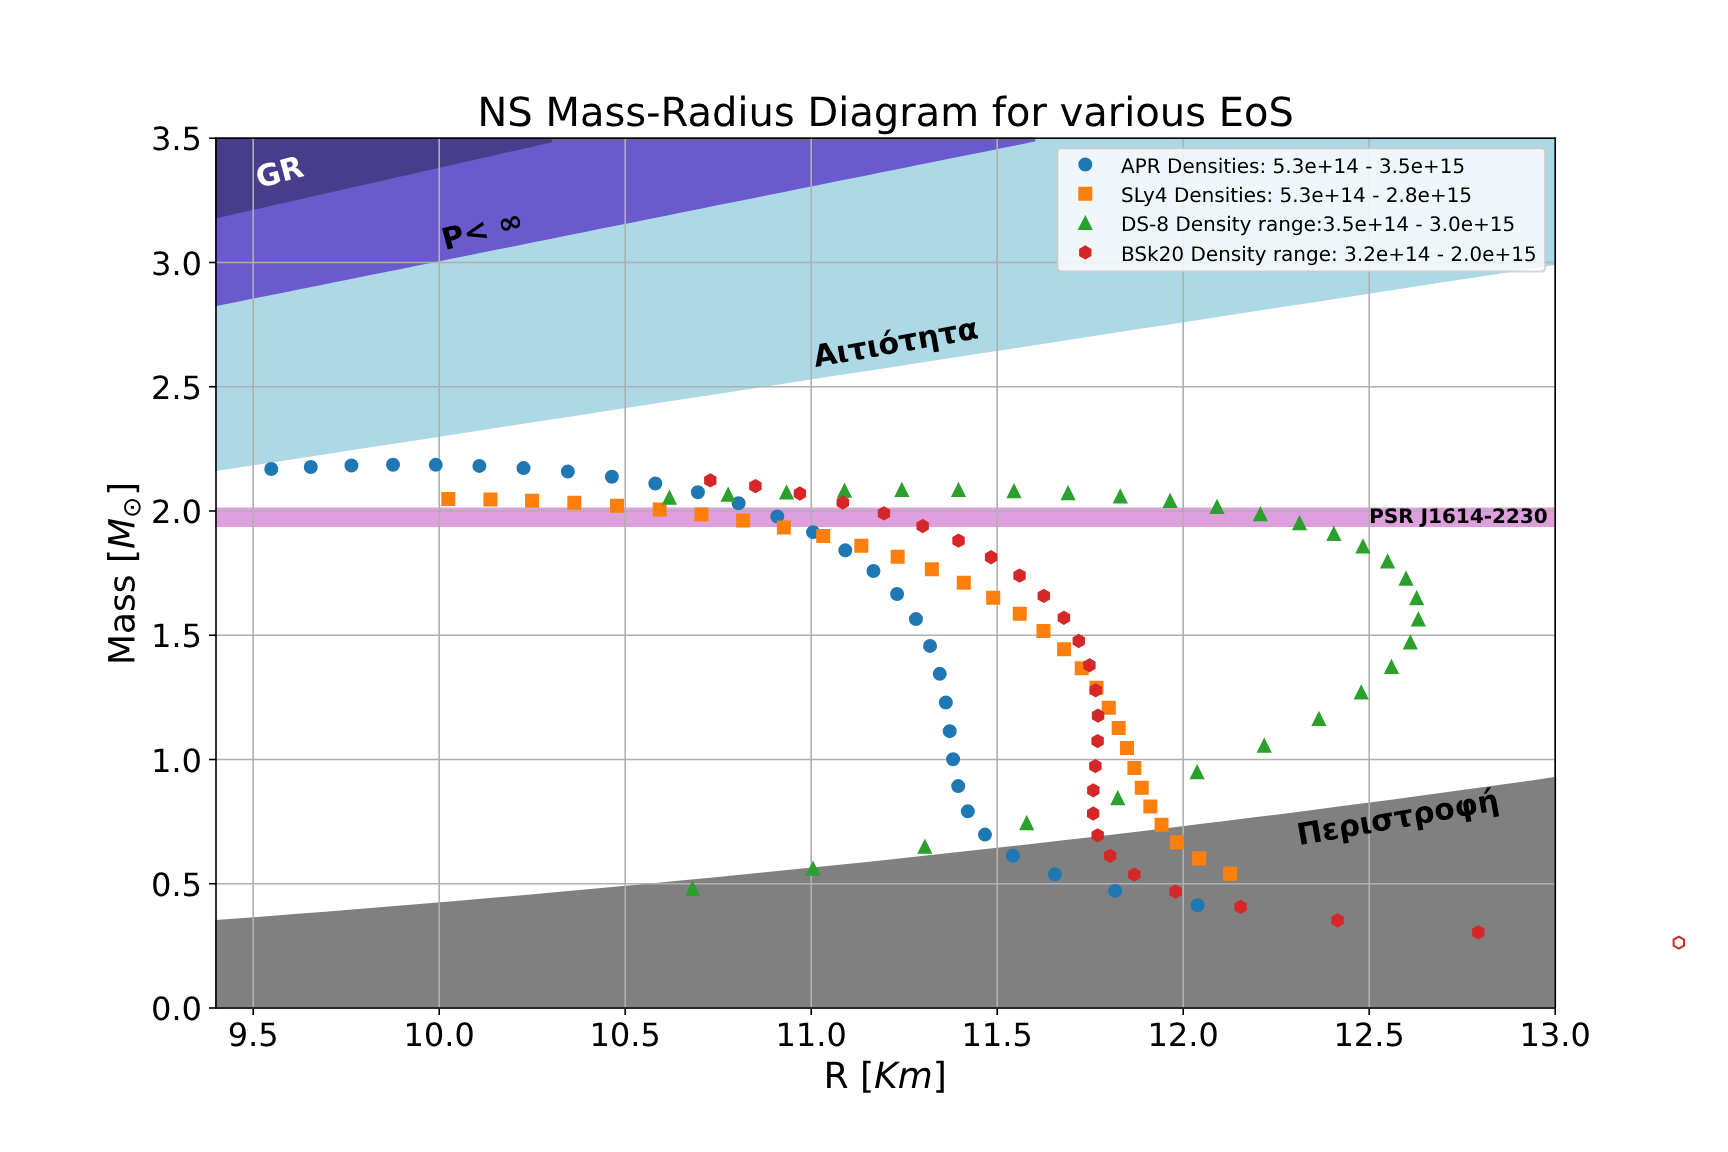 NS Mass-Radius Diagram for various EoS
3.5
3.0
2.5
2.0
1.5
1.0
0.5
0.0
Mass [M⊙]
GR
P< ∞
Αιτιότητα
APR Densities: 5.3e+14 - 3.5e+15
SLy4 Densities: 5.3e+14 - 2.8e+15
DS-8 Density range:3.5e+14 - 3.0e+15
BSk20 Density range: 3.2e+14 - 2.0e+15
PSR J1614-2230
Περιστροφή
9.5 10.0 10.5 11.0 11.5 12.0 12.5 13.0
R [Km]